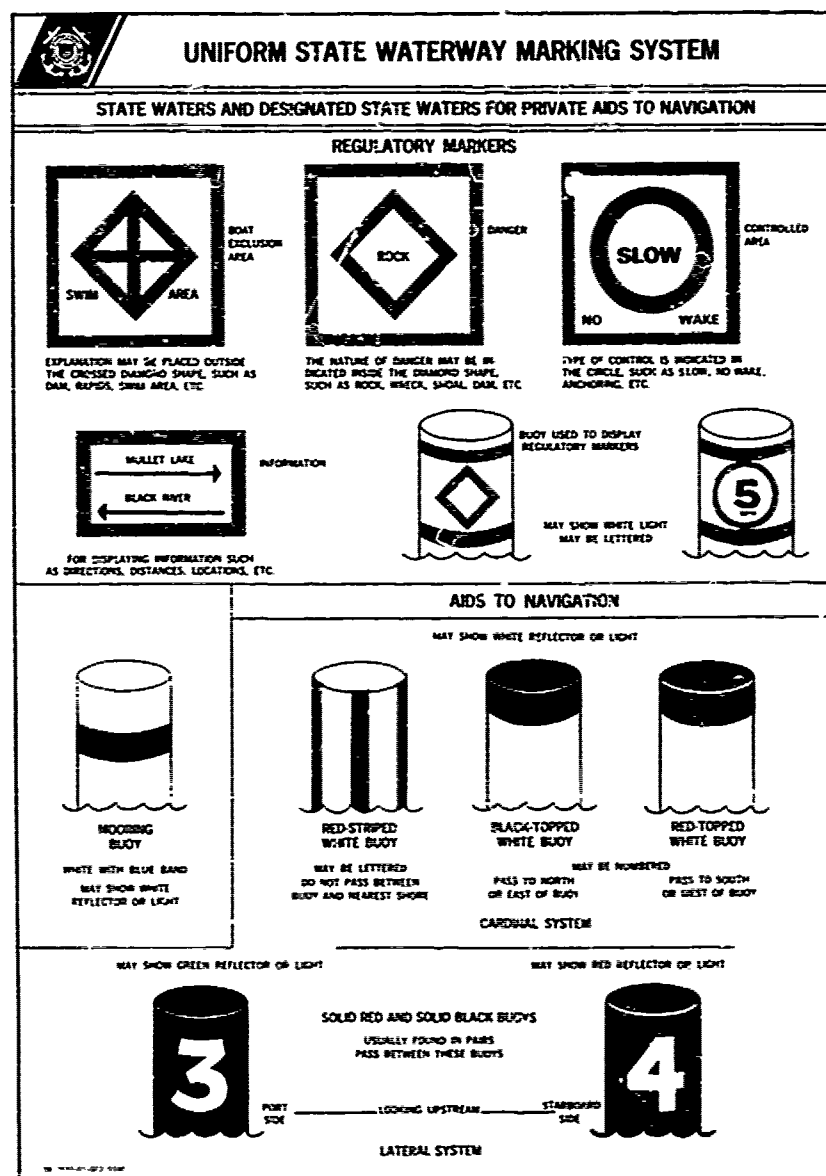 UNIFORM STATE WATERWAY MARKING SYSTEM
STATE WATERS AND DESIGNATED STATE WATERS FOR PRIVATE AIDS TO NAVIGATION
REGULATORY MARKERS
SWIM AREA
BOAT
EXCLUSION
AREA
EXPLANATION MAY BE PLACED OUTSIDE
THE CROSSED DIAMOND SHAPE, SUCH AS
DAM, RAPIDS, SWIM AREA, ETC.
ROCK
DANGER
THE NATURE OF DANGER MAY BE IN-
DICATED INSIDE THE DIAMOND SHAPE,
SUCH AS ROCK, WRECK, SHOAL, DAM, ETC.
SLOW
NO WAKE
CONTROLLED
AREA
TYPE OF CONTROL IS INDICATED IN
THE CIRCLE, SUCH AS SLOW, NO WAKE,
ANCHORING, ETC.
MULLET LAKE
BLACK RIVER
INFORMATION
FOR DISPLAYING INFORMATION SUCH
AS DIRECTIONS, DISTANCES, LOCATIONS, ETC.
BUOY USED TO DISPLAY
REGULATORY MARKERS
MAY SHOW WHITE LIGHT
MAY BE LETTERED
5
AIDS TO NAVIGATION
MAY SHOW WHITE REFLECTOR OR LIGHT
MOORING
BUOY
WHITE WITH BLUE BAND
MAY SHOW WHITE
REFLECTOR OR LIGHT
RED-STRIPED
WHITE BUOY
MAY BE LETTERED
DO NOT PASS BETWEEN
BUOY AND NEAREST SHORE
BLACK-TOPPED
WHITE BUOY
RED-TOPPED
WHITE BUOY
MAY BE NUMBERED
PASS TO NORTH
OR EAST OF BUOY
PASS TO SOUTH
OR WEST OF BUOY
CARDINAL SYSTEM
MAY SHOW GREEN REFLECTOR OR LIGHT
MAY SHOW RED REFLECTOR OR LIGHT
3
SOLID RED AND SOLID BLACK BUOYS
USUALLY FOUND IN PAIRS
PASS BETWEEN THESE BUOYS
4
PORT
SIDE
LOOKING UPSTREAM
STARBOARD
SIDE
LATERAL SYSTEM